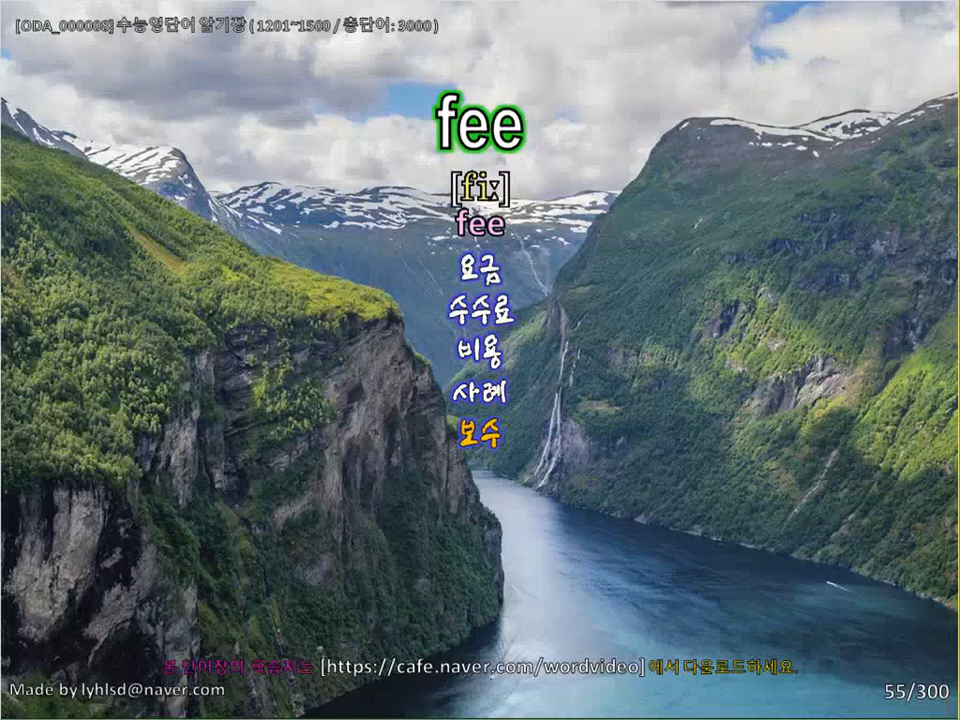 [ODA_000008] 수능영단어 암기장 ( 1201~1500 / 총단어: 3000 )
fee
[fiː]
fee
요금
수수료
비용
사례
보수
본 단어장의 학습지는 [https://cafe.naver.com/wordvideo] 에서 다운로드하세요.
Made by lyhlsd@naver.com
55/300